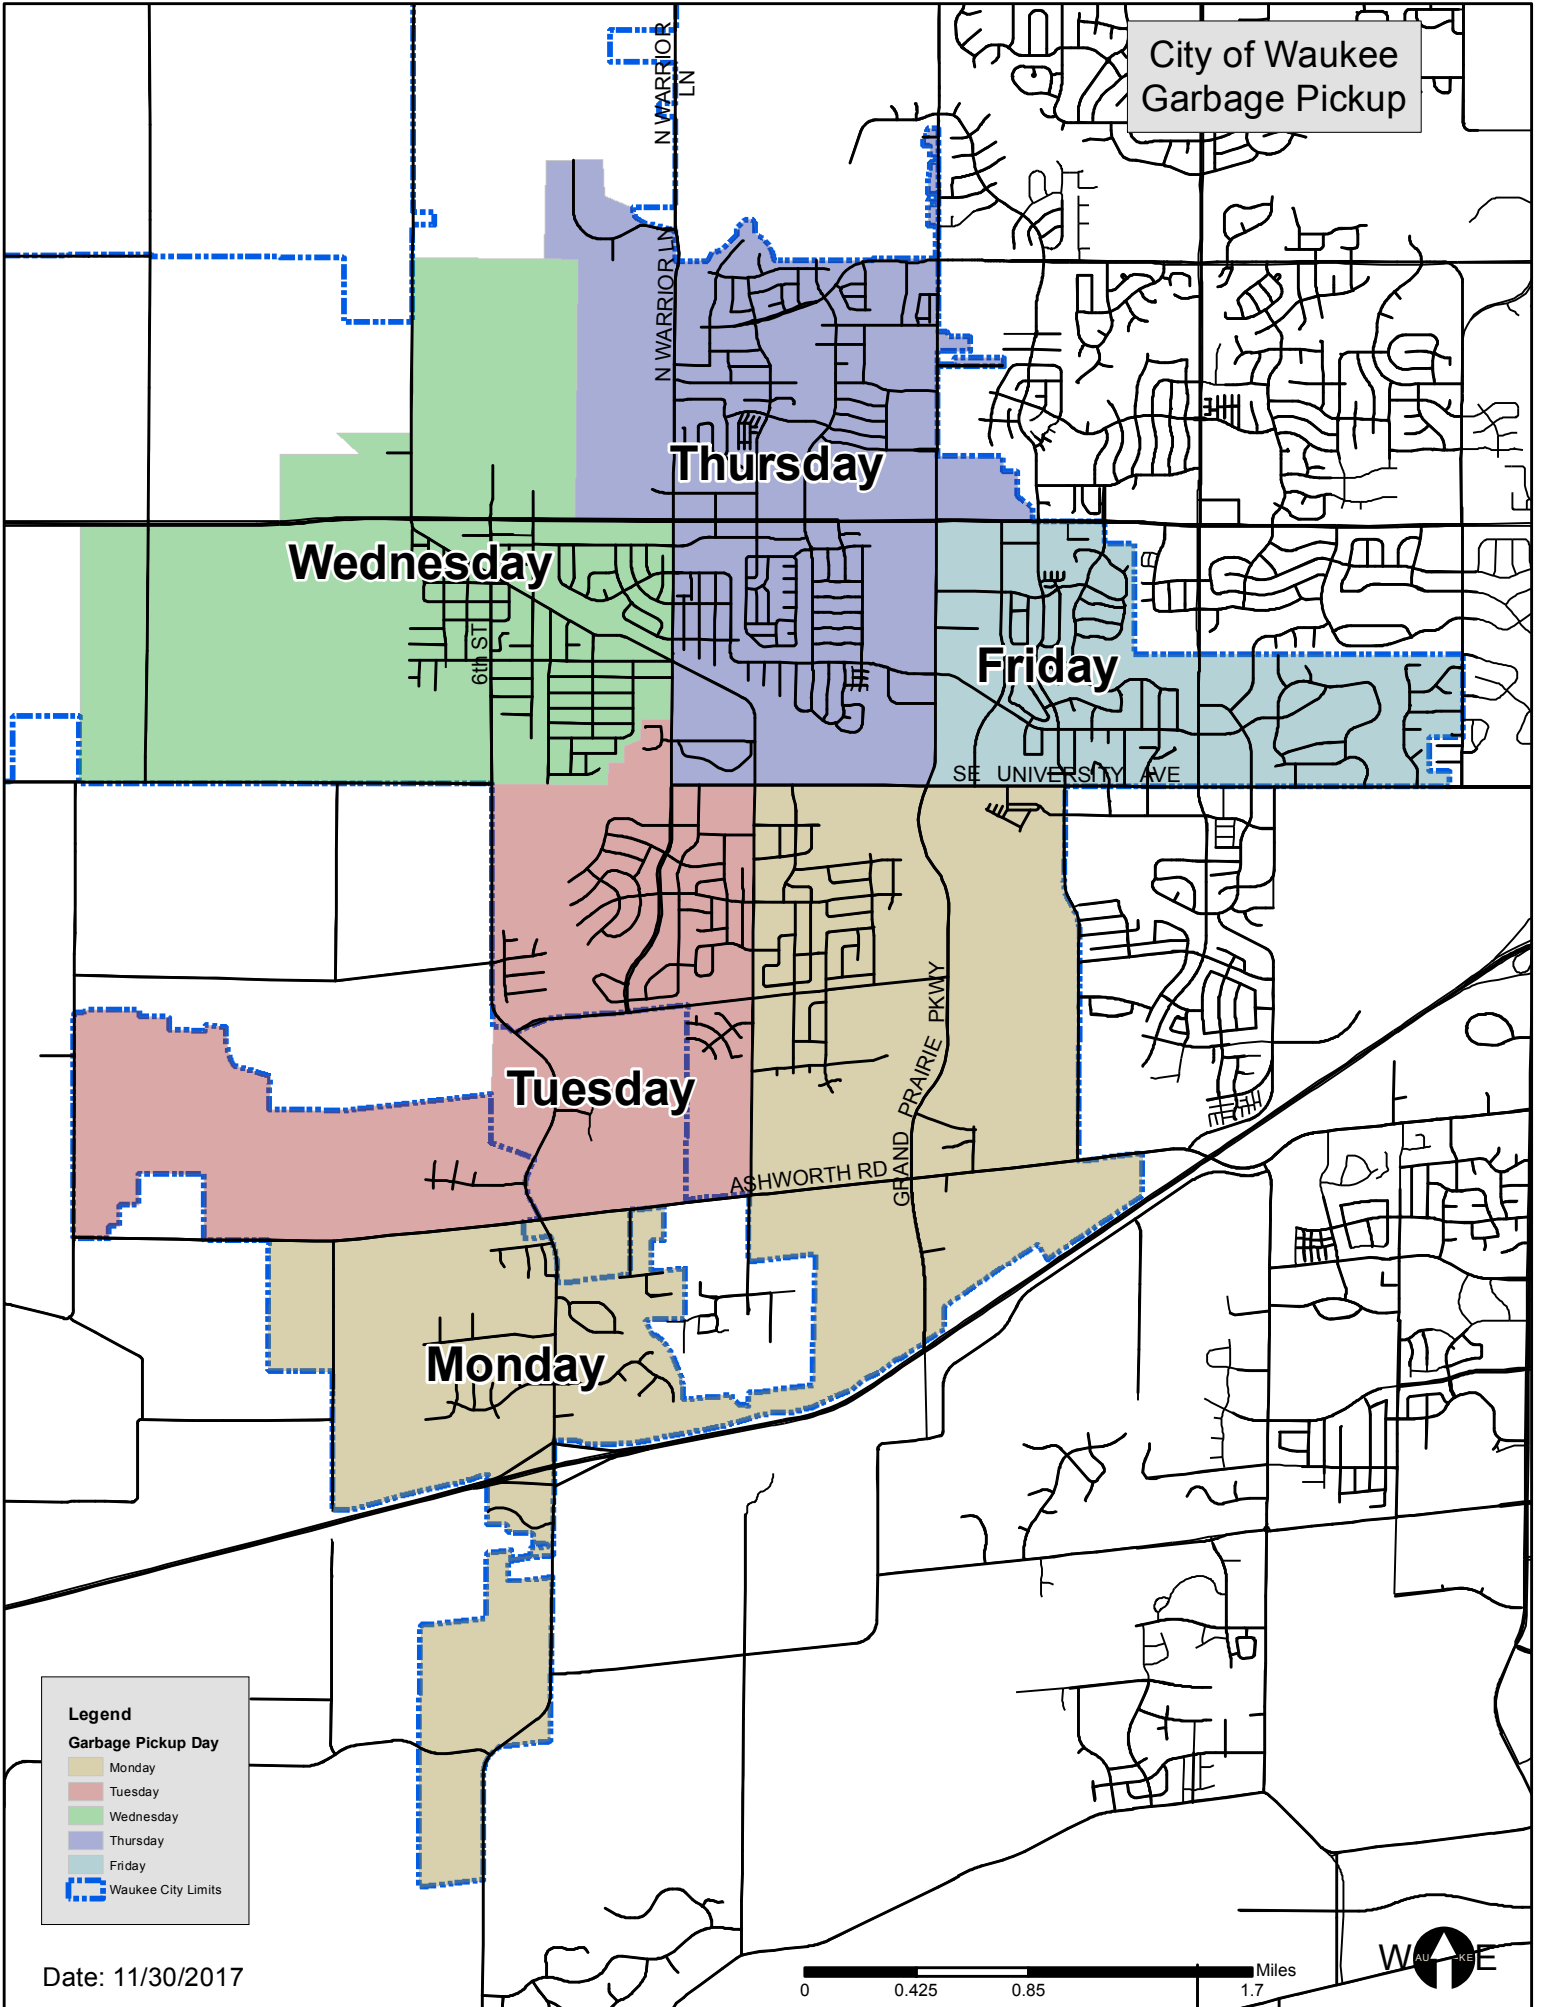 City of Waukee
Garbage Pickup
N WARRIOR
LN
N WARRIOR LN
Thursday
Wednesday
6th ST
Friday
SE UNIVERSITY AVE
GRAND PRAIRIE PKWY
Tuesday
ASHWORTH RD
Monday
Legend
Garbage Pickup Day
Monday
Tuesday
Wednesday
Thursday
Friday
Waukee City Limits
Date: 11/30/2017
0 0.425 0.85 1.7
Miles
W AU KE E